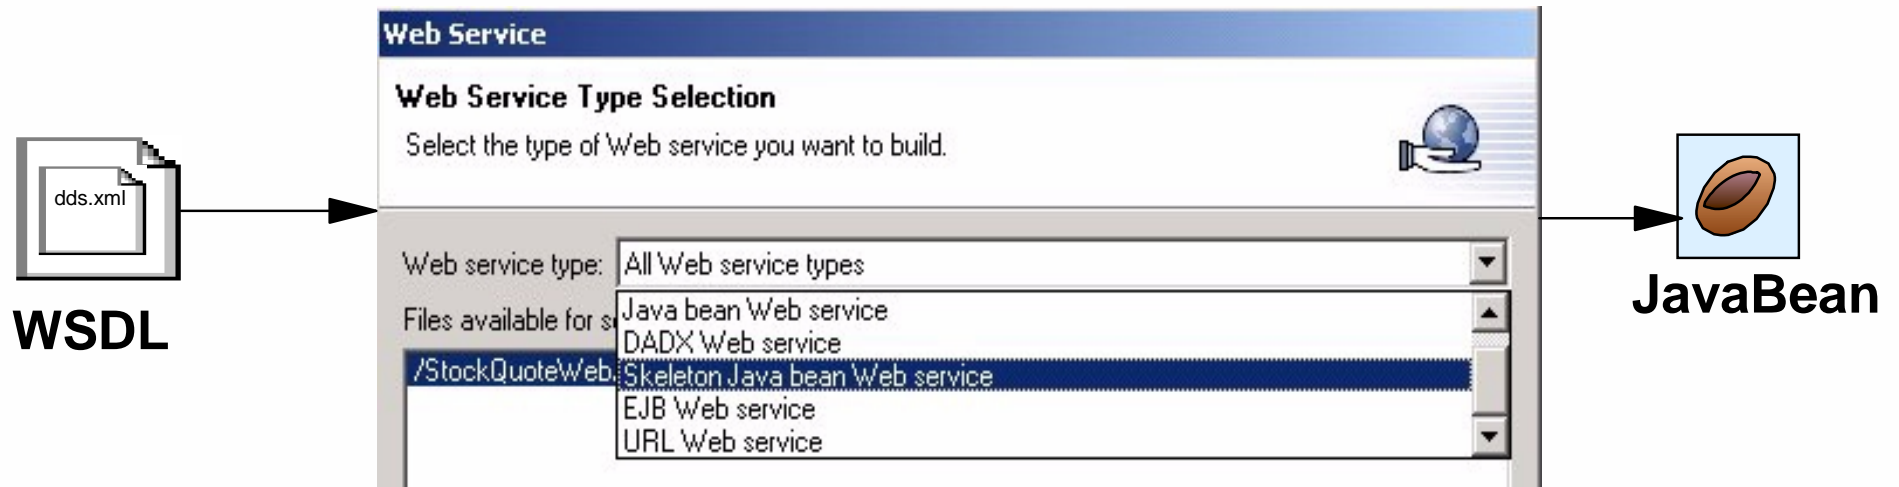 Web Service
Web Service Type Selection
Select the type of Web service you want to build.
dds.xml
WSDL
Web service type: All Web service types
Java bean Web service
Files available for
DADX Web service
/StockQuoteWeb
Skeleton Java bean Web service
EJB Web service
URL Web service
JavaBean